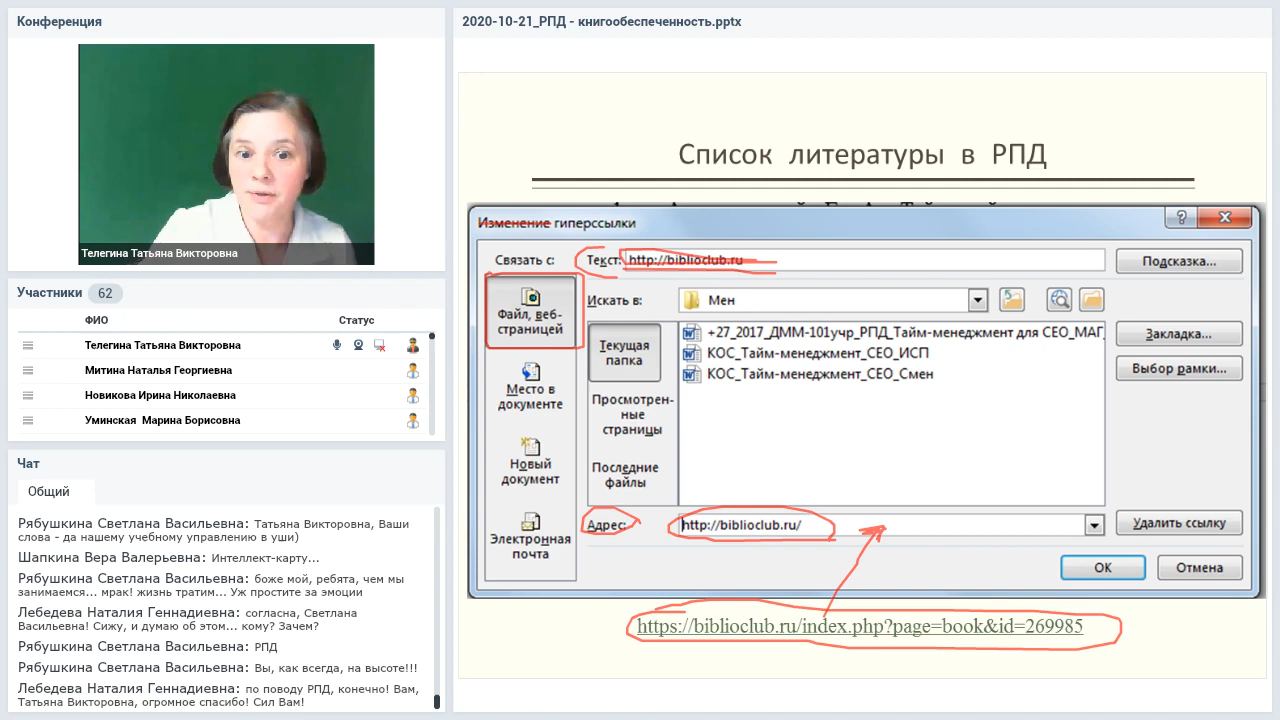 Конференция
Телегина Татьяна Викторовна
Участники 62
ФИО Статус
Телегина Татьяна Викторовна
Митина Наталья Георгиевна
Новикова Ирина Николаевна
Уминская Марина Борисовна
Чат
Общий
Рябушкина Светлана Васильевна: Татьяна Викторовна, Ваши
слова - да нашему учебному управлению в уши)
Шапкина Вера Валерьевна: Интеллект-карту...
Рябушкина Светлана Васильевна: боже мой, ребята, чем мы
занимаемся... мрак! жизнь тратим... Уж простите за эмоции
Лебедева Наталия Геннадиевна: согласна, Светлана
Васильевна! Сижу, и думаю об этом... кому? Зачем?
Рябушкина Светлана Васильевна: РПД
Рябушкина Светлана Васильевна: Вы, как всегда, на высоте!!!
Лебедева Наталия Геннадиевна: по поводу РПД, конечно! Вам,
Татьяна Викторовна, огромное спасибо! Сил Вам!
2020-10-21_РПД - книгообеспеченность.pptx
Список литературы в РПД
Изменение гиперссылки
Связать с:
Текст: http://biblioclub.ru
Подсказка...
Файл, веб-
страницей
Место в
документе
Новый
документ
Электронная
почта
Искать в: Мен
Текущая
папка
Просмотрен-
ные
страницы
Последние
файлы
+27_2017_ДММ-101учр_РПД_Тайм-менеджмент для СЕО_МАГ
КОС_Тайм-менеджмент_СЕО_ИСП
КОС_Тайм-менеджмент_СЕО_Смен
Закладка...
Выбор рамки...
Адрес: http://biblioclub.ru/
Удалить ссылку
ОК Отмена
https://biblioclub.ru/index.php?page=book&id=269985